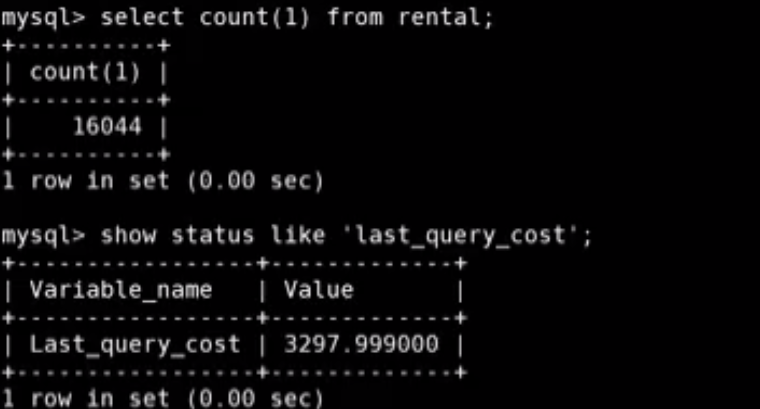 mysql> select count(1) from rental;
+----------+
| count(1) |
+----------+
|    16044 |
+----------+
1 row in set (0.00 sec)

mysql> show status like 'last_query_cost';
+-----------------+-------------+
| Variable_name   | Value       |
+-----------------+-------------+
| Last_query_cost | 3297.999000 |
+-----------------+-------------+
1 row in set (0.00 sec)